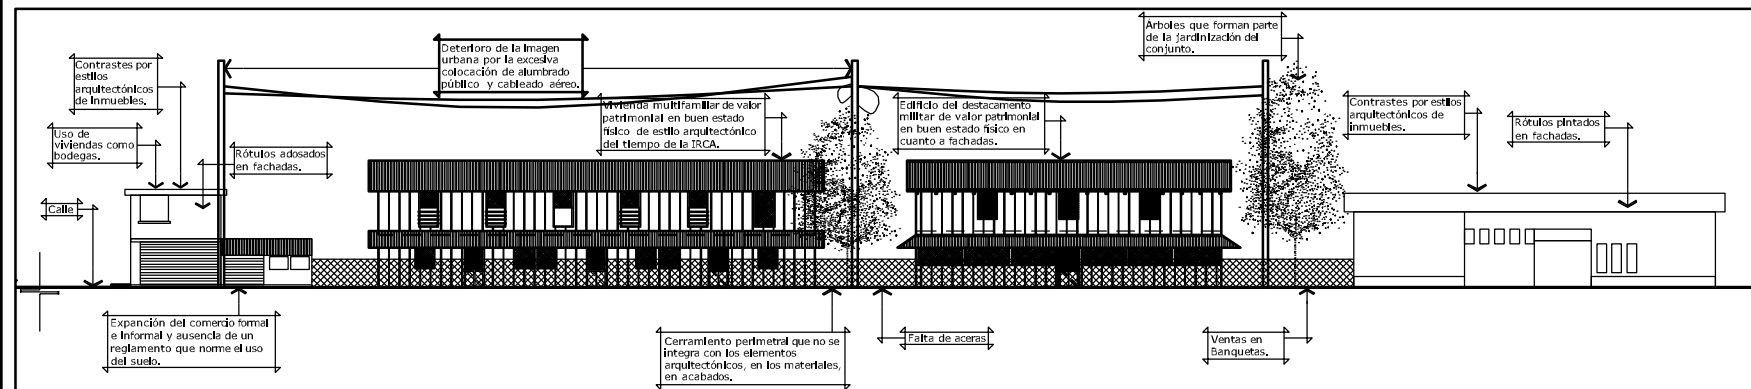 Árboles que forman parte
de la jardinización del
conjunto.
Deterioro de la imagen
urbana por la excesiva
colocación de alumbrado
público y cableado aéreo.
Contrastes por
estilos
arquitectónicos
de inmuebles.
Vivienda multifamiliar de valor
patrimonial en buen estado
físico de estilo arquitectónico
del tiempo de la IRCA.
Edificio del destacamento
militar de valor patrimonial
en buen estado físico en
cuanto a fachadas.
Contrastes por estilos
arquitectónicos de
inmuebles.
Rótulos pintados
en fachadas.
Uso de
viviendas como
bodegas.
Rótulos adosados
en fachadas.
Calle
Expanción del comercio formal
e informal y ausencia de un
reglamento que norme el uso
del suelo.
Cerramiento perimetral que no se
integra con los elementos
arquitectónicos, en los materiales,
en acabados.
Falta de aceras
Ventas en
Banquetas.